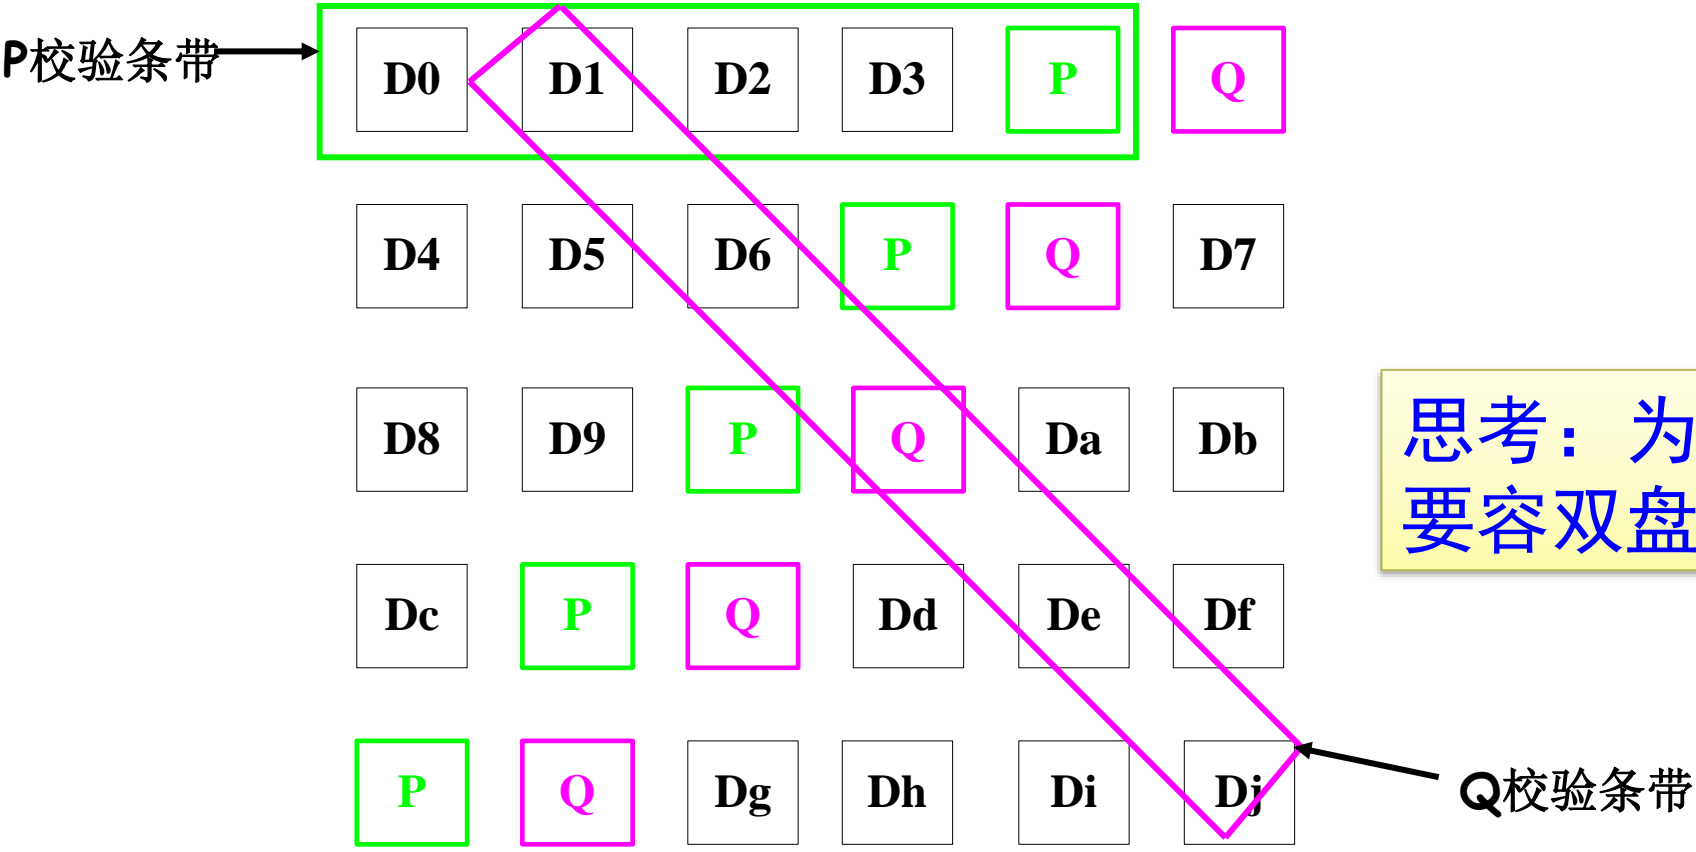 P校验条带
D0 D1 D2 D3 P Q
D4 D5 D6 P Q D7
D8 D9 P Q Da Db
思考：为
要容双盘
Dc P Q Dd De Df
P Q Dg Dh Di Dj
Q校验条带